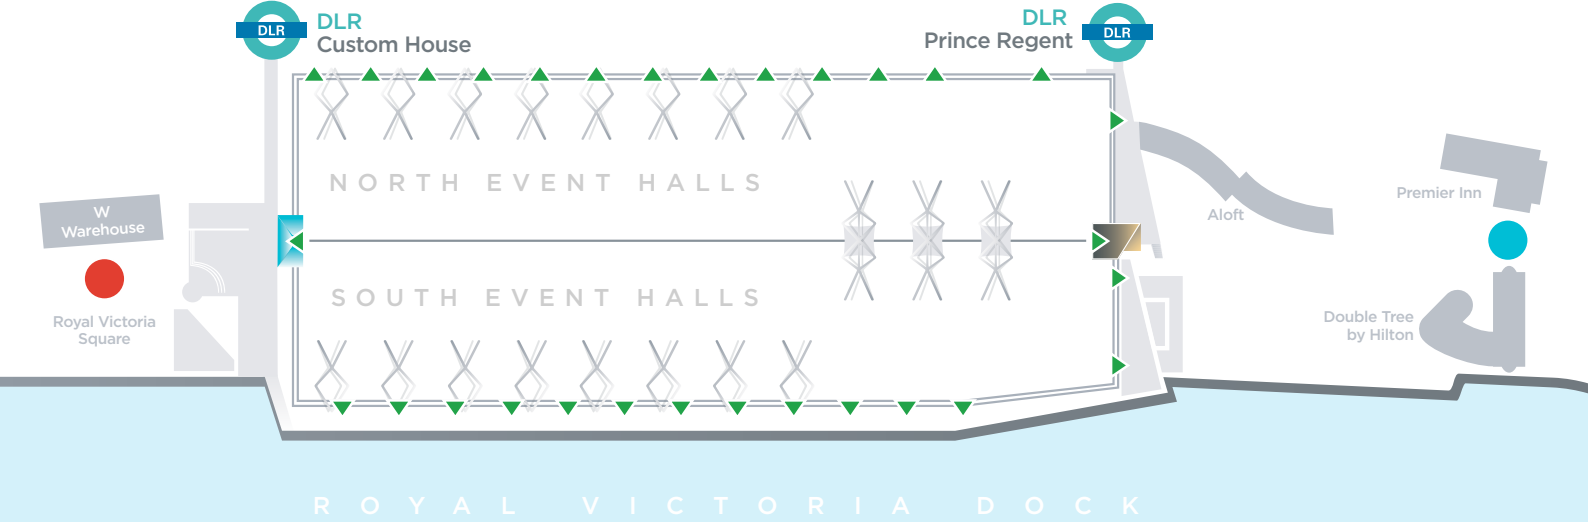 DLR
DLR
Custom House
DLR
Prince Regent
DLR
NORTH EVENT HALLS
W
Warehouse
Premier Inn
Aloft
SOUTH EVENT HALLS
Royal Victoria
Square
Double Tree
by Hilton
ROYAL VICTORIA DOCK